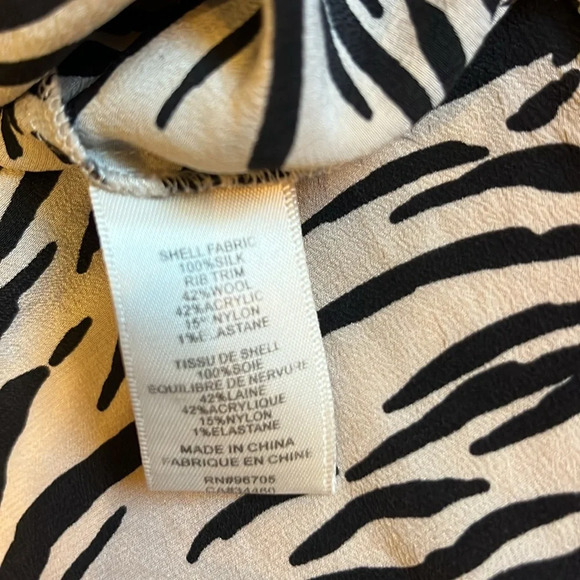 SHELL FABRIC
100%SILK
RIB TRIM
42%WOOL
42%ACRYLIC
15%NYLON
1%ELASTANE
TISSU DE SHELL
100%SOIE
EQUILIBRE DE NERVURE
42%LAINE
42%ACRYLIQUE
15%NYLON
1%ELASTANE
MADE IN CHINA
FABRIQUE EN CHINE
RN#96705
CA#34460